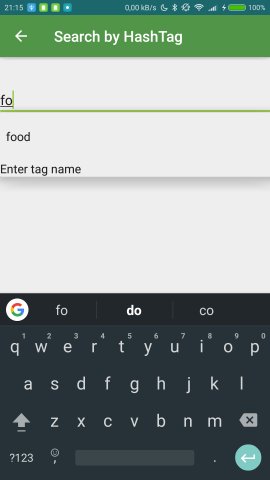 21:15 0,00 kB/s 100%
Search by HashTag
fo
food
Enter tag name
G fo do co
1 2 3 4 5 6 7 8 9 0
q w e r t y u i o p
a s d f g h j k l
z x c v b n m
?123 , .